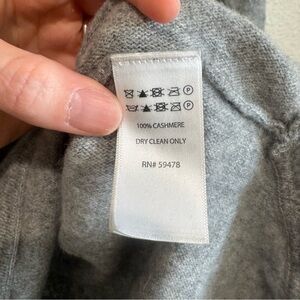 100% CASHMERE
DRY CLEAN ONLY
RN# 59478